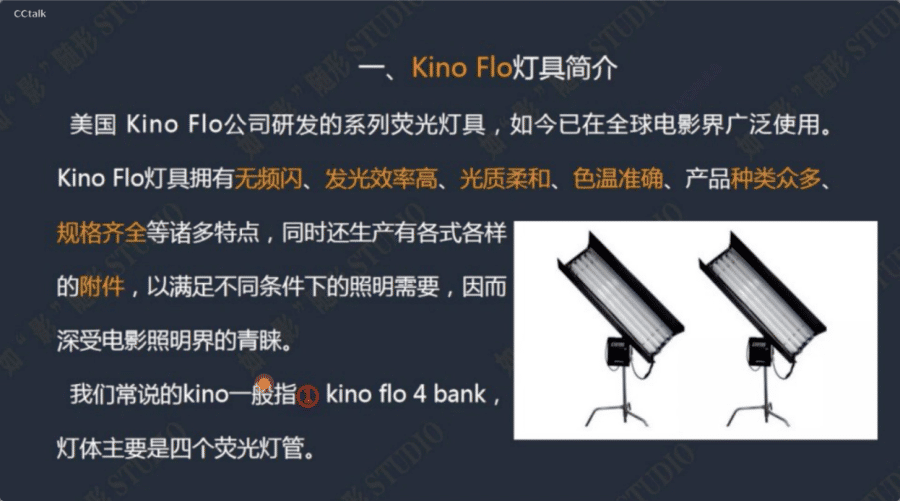 CCtalk
一、Kino Flo灯具简介
美国 Kino Flo公司研发的系列荧光灯具，如今已在全球电影界广泛使用。
Kino Flo灯具拥有无频闪、发光效率高、光质柔和、色温准确、产品种类众多、
规格齐全等诸多特点，同时还生产有各式各样
的附件，以满足不同条件下的照明需要，因而
深受电影照明界的青睐。
我们常说的kino一般指① kino flo 4 bank，
灯体主要是四个荧光灯管。
如“影”随形 STUDIO